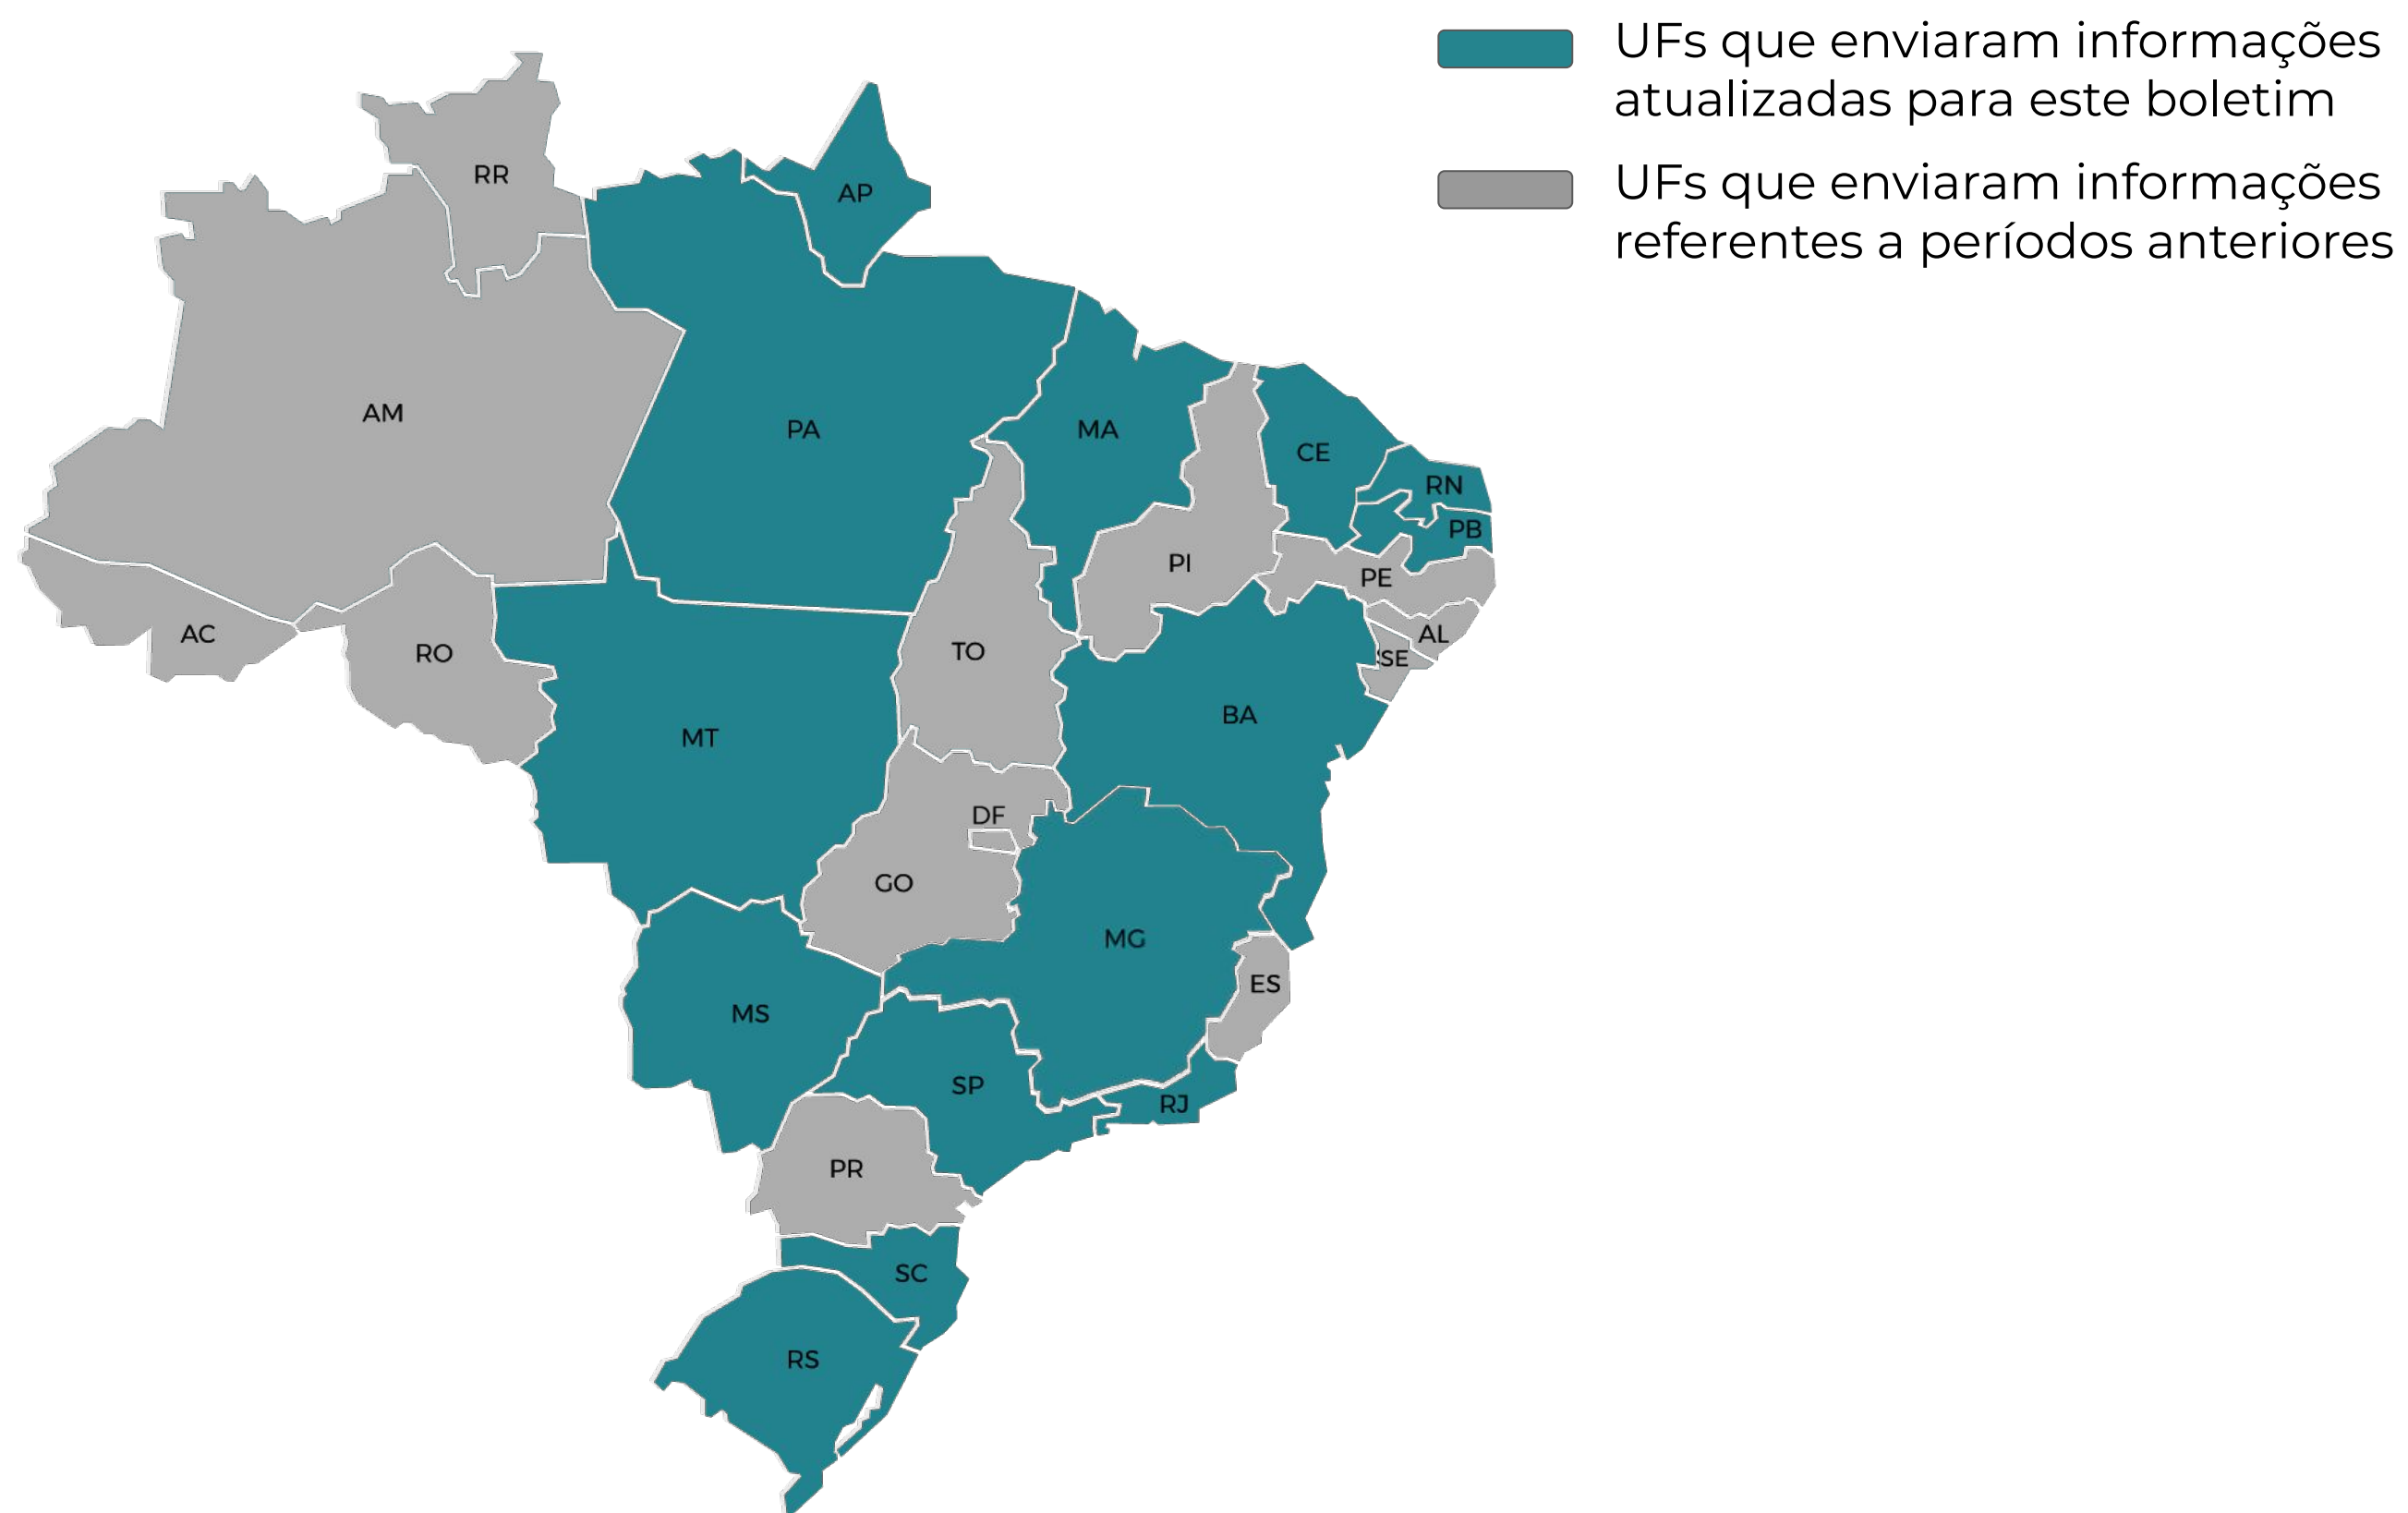 UFs que enviaram informações
atualizadas para este boletim
UFs que enviaram informações
referentes a períodos anteriores
RR
AP
AM
PA
MA
CE
RN
PB
PI
PE
AC
RO
TO
AL
SE
MT
BA
DF
GO
MG
ES
MS
SP
RJ
PR
SC
RS